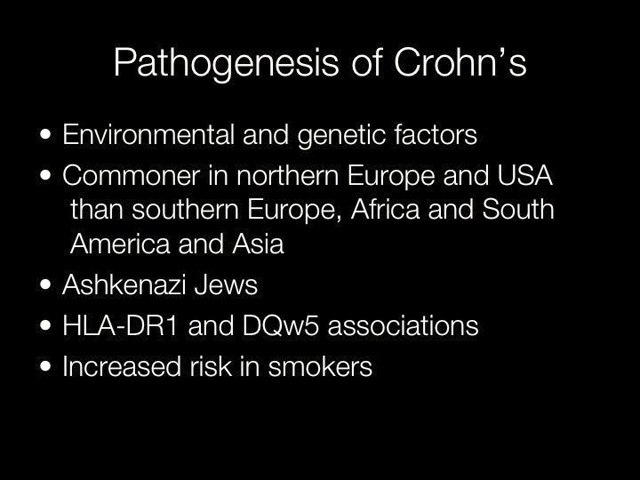 Pathogenesis of Crohn’s
• Environmental and genetic factors
• Commoner in northern Europe and USA
than southern Europe, Africa and South
America and Asia
• Ashkenazi Jews
• HLA-DR1 and DQw5 associations
• Increased risk in smokers